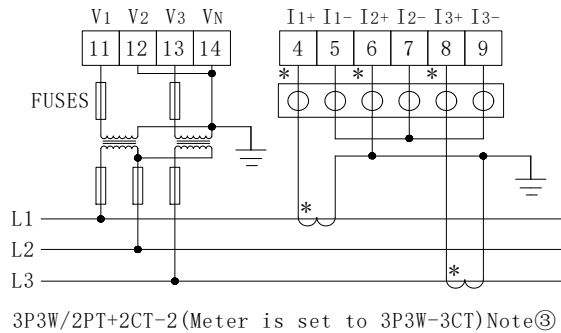 V1 V2 V3 VN I1+ I1- I2+ I2- I3+ I3-
11 12 13 14 4 5 6 7 8 9
* * *
FUSES
*
L1
L2
*
L3
3P3W/2PT+2CT-2(Meter is set to 3P3W-3CT)Note③